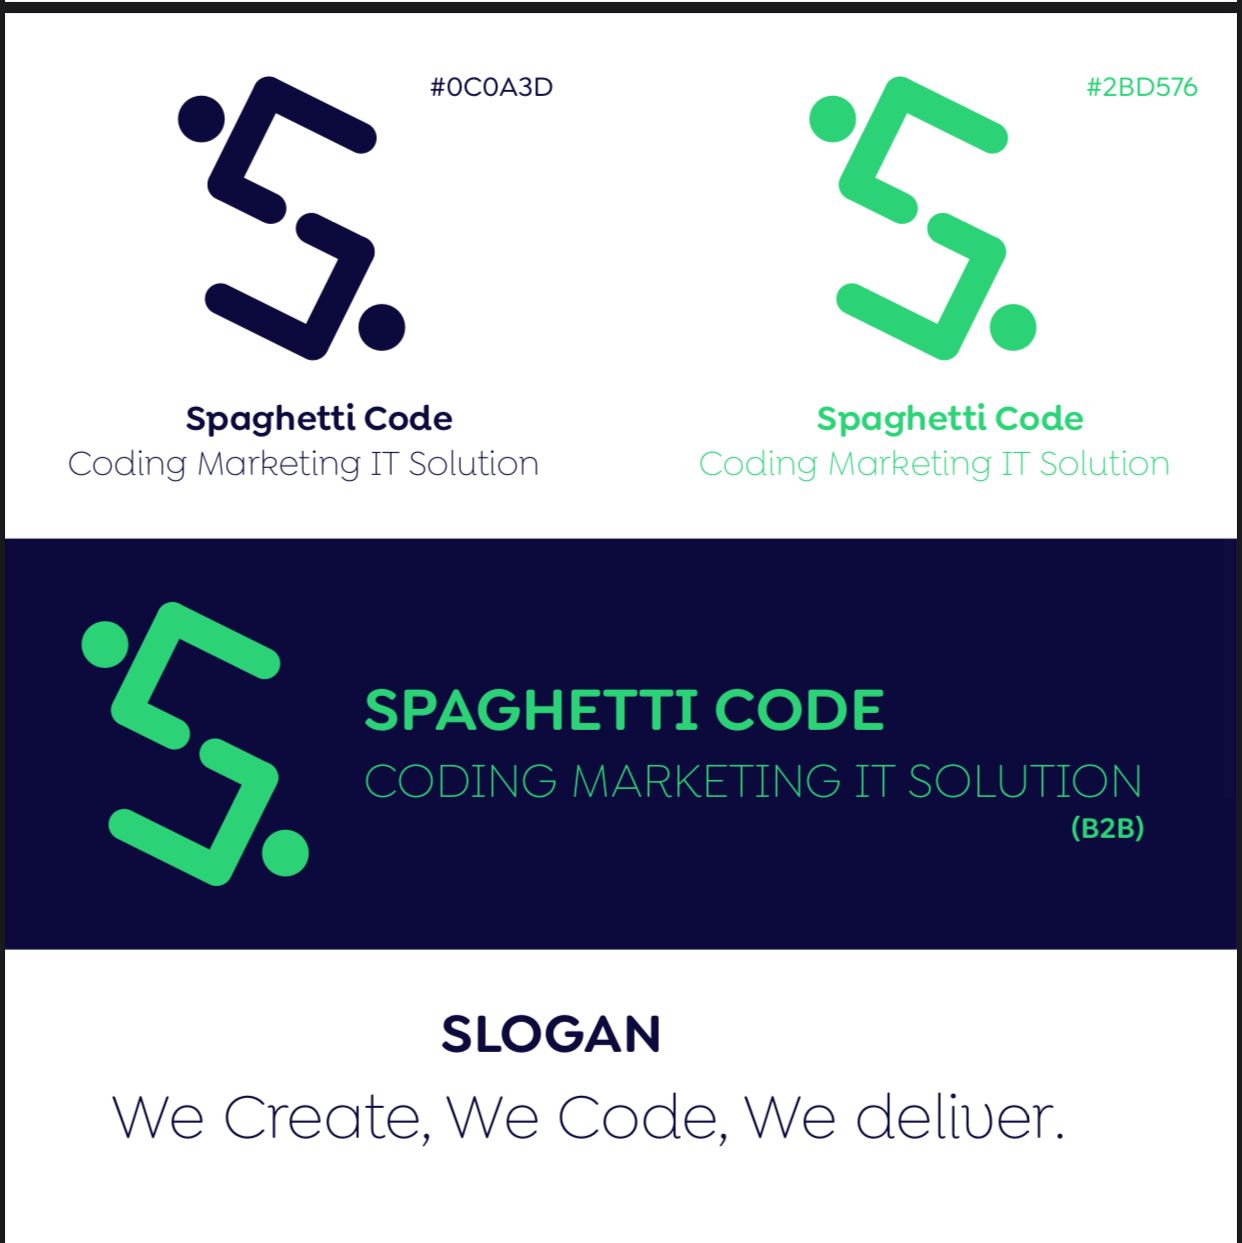 #0C0A3D
#2BD576
Spaghetti Code
Coding Marketing IT Solution
Spaghetti Code
Coding Marketing IT Solution
SPAGHETTI CODE
CODING MARKETING IT SOLUTION
(B2B)
SLOGAN
We Create, We Code, We deliver.